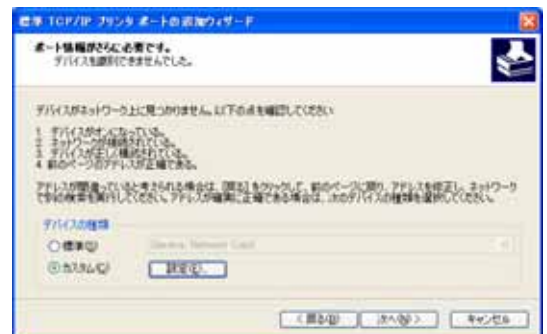 標準 TCP/IP プリンタ ポートの追加ウィザード
ポート情報がさらに必要です。
デバイスを識別できませんでした。
デバイスがネットワーク上に見つかりません。以下の点を確認してください
1 デバイスがオンになっている。
2 ネットワークが接続されている。
3 デバイスが正しく構成されている。
4 前のページのアドレスが正確である。
アドレスが間違っていると考えられる場合は、[戻る] をクリックして、前のページに戻り、アドレスを修正し、ネットワーク
で別の検索を実行してください。アドレスが確実に正確である場合は、次のデバイスの種類を選択してください。
デバイスの種類
標準(D) Generic Network Card
カスタム(C) 設定(E)...
< 戻る(B) 次へ(N) > キャンセル